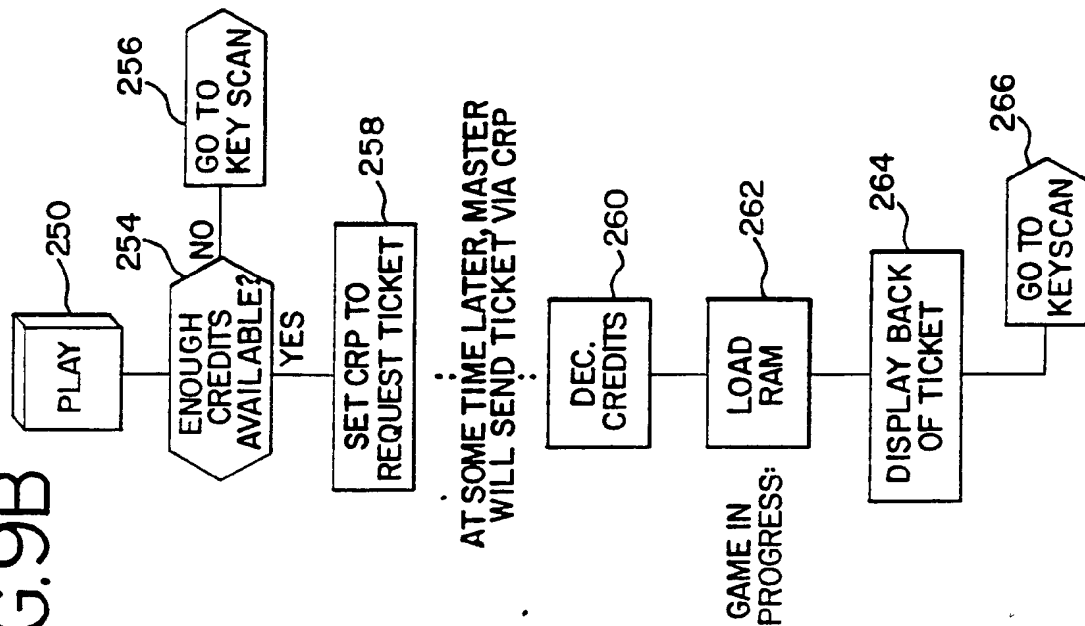 G.9B
PLAY
250
ENOUGH
CREDITS
AVAILABLE?
254
NO
GO TO
KEY SCAN
256
YES
SET CRP TO
REQUEST TICKET
258
AT SOME TIME LATER, MASTER
WILL SEND TICKET VIA CRP
DEC.
CREDITS
260
GAME IN
PROGRESS:
LOAD
RAM
262
DISPLAY BACK
OF TICKET
264
GO TO
KEYSCAN
266